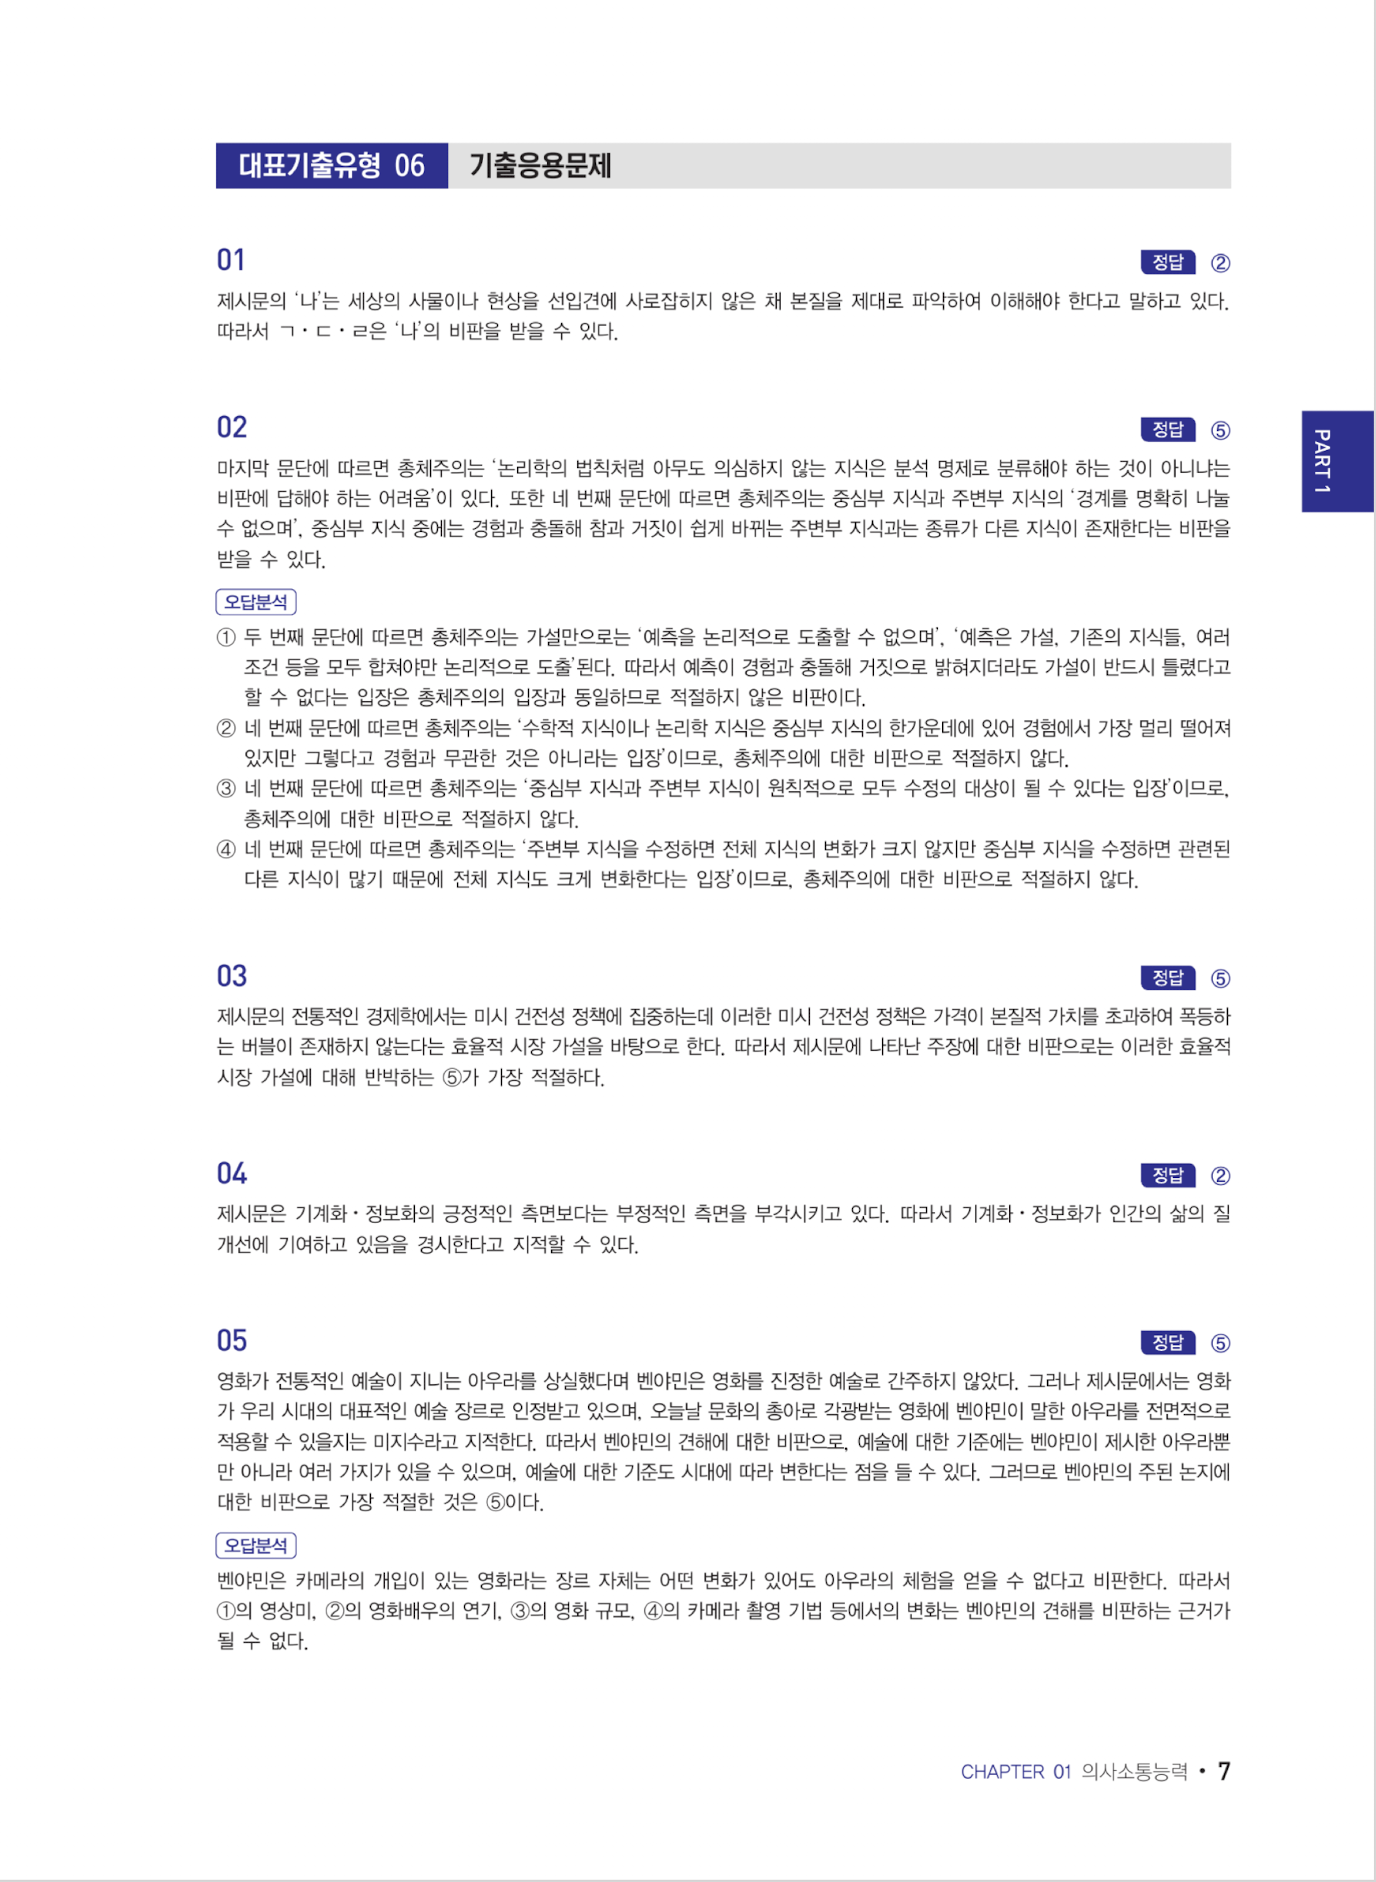 대표기출유형 06 기출응용문제
01
정답 ②
제시문의 ‘나’는 세상의 사물이나 현상을 선입견에 사로잡히지 않은 채 본질을 제대로 파악하여 이해해야 한다고 말하고 있다.
따라서 ㄱ·ㄷ·ㄹ은 ‘나’의 비판을 받을 수 있다.
02
정답 ⑤
PART 1
마지막 문단에 따르면 총체주의는 ‘논리학의 법칙처럼 아무도 의심하지 않는 지식은 분석 명제로 분류해야 하는 것이 아니냐는
비판에 답해야 하는 어려움’이 있다. 또한 네 번째 문단에 따르면 총체주의는 중심부 지식과 주변부 지식의 ‘경계를 명확히 나눌
수 없으며’, 중심부 지식 중에는 경험과 충돌해 참과 거짓이 쉽게 바뀌는 주변부 지식과는 종류가 다른 지식이 존재한다는 비판을
받을 수 있다.
오답분석
① 두 번째 문단에 따르면 총체주의는 가설만으로는 ‘예측을 논리적으로 도출할 수 없으며’, ‘예측은 가설, 기존의 지식들, 여러
조건 등을 모두 합쳐야만 논리적으로 도출’된다. 따라서 예측이 경험과 충돌해 거짓으로 밝혀지더라도 가설이 반드시 틀렸다고
할 수 없다는 입장은 총체주의의 입장과 동일하므로 적절하지 않은 비판이다.
② 네 번째 문단에 따르면 총체주의는 ‘수학적 지식이나 논리학 지식은 중심부 지식의 한가운데에 있어 경험에서 가장 멀리 떨어져
있지만 그렇다고 경험과 무관한 것은 아니라는 입장’이므로, 총체주의에 대한 비판으로 적절하지 않다.
③ 네 번째 문단에 따르면 총체주의는 ‘중심부 지식과 주변부 지식이 원칙적으로 모두 수정의 대상이 될 수 있다는 입장’이므로,
총체주의에 대한 비판으로 적절하지 않다.
④ 네 번째 문단에 따르면 총체주의는 ‘주변부 지식을 수정하면 전체 지식의 변화가 크지 않지만 중심부 지식을 수정하면 관련된
다른 지식이 많기 때문에 전체 지식도 크게 변화한다는 입장’이므로, 총체주의에 대한 비판으로 적절하지 않다.
03
정답 ⑤
제시문의 전통적인 경제학에서는 미시 건전성 정책에 집중하는데 이러한 미시 건전성 정책은 가격이 본질적 가치를 초과하여 폭등하
는 버블이 존재하지 않는다는 효율적 시장 가설을 바탕으로 한다. 따라서 제시문에 나타난 주장에 대한 비판으로는 이러한 효율적
시장 가설에 대해 반박하는 ⑤가 가장 적절하다.
04
정답 ②
제시문은 기계화·정보화의 긍정적인 측면보다는 부정적인 측면을 부각시키고 있다. 따라서 기계화·정보화가 인간의 삶의 질
개선에 기여하고 있음을 경시한다고 지적할 수 있다.
05
정답 ⑤
영화가 전통적인 예술이 지니는 아우라를 상실했다며 벤야민은 영화를 진정한 예술로 간주하지 않았다. 그러나 제시문에서는 영화
가 우리 시대의 대표적인 예술 장르로 인정받고 있으며, 오늘날 문화의 총아로 각광받는 영화에 벤야민이 말한 아우라를 전면적으로
적용할 수 있을지는 미지수라고 지적한다. 따라서 벤야민의 견해에 대한 비판으로, 예술에 대한 기준에는 벤야민이 제시한 아우라뿐
만 아니라 여러 가지가 있을 수 있으며, 예술에 대한 기준도 시대에 따라 변한다는 점을 들 수 있다. 그러므로 벤야민의 주된 논지에
대한 비판으로 가장 적절한 것은 ⑤이다.
오답분석
벤야민은 카메라의 개입이 있는 영화라는 장르 자체는 어떤 변화가 있어도 아우라의 체험을 얻을 수 없다고 비판한다. 따라서
①의 영상미, ②의 영화배우의 연기, ③의 영화 규모, ④의 카메라 촬영 기법 등에서의 변화는 벤야민의 견해를 비판하는 근거가
될 수 없다.
CHAPTER 01 의사소통능력 • 7